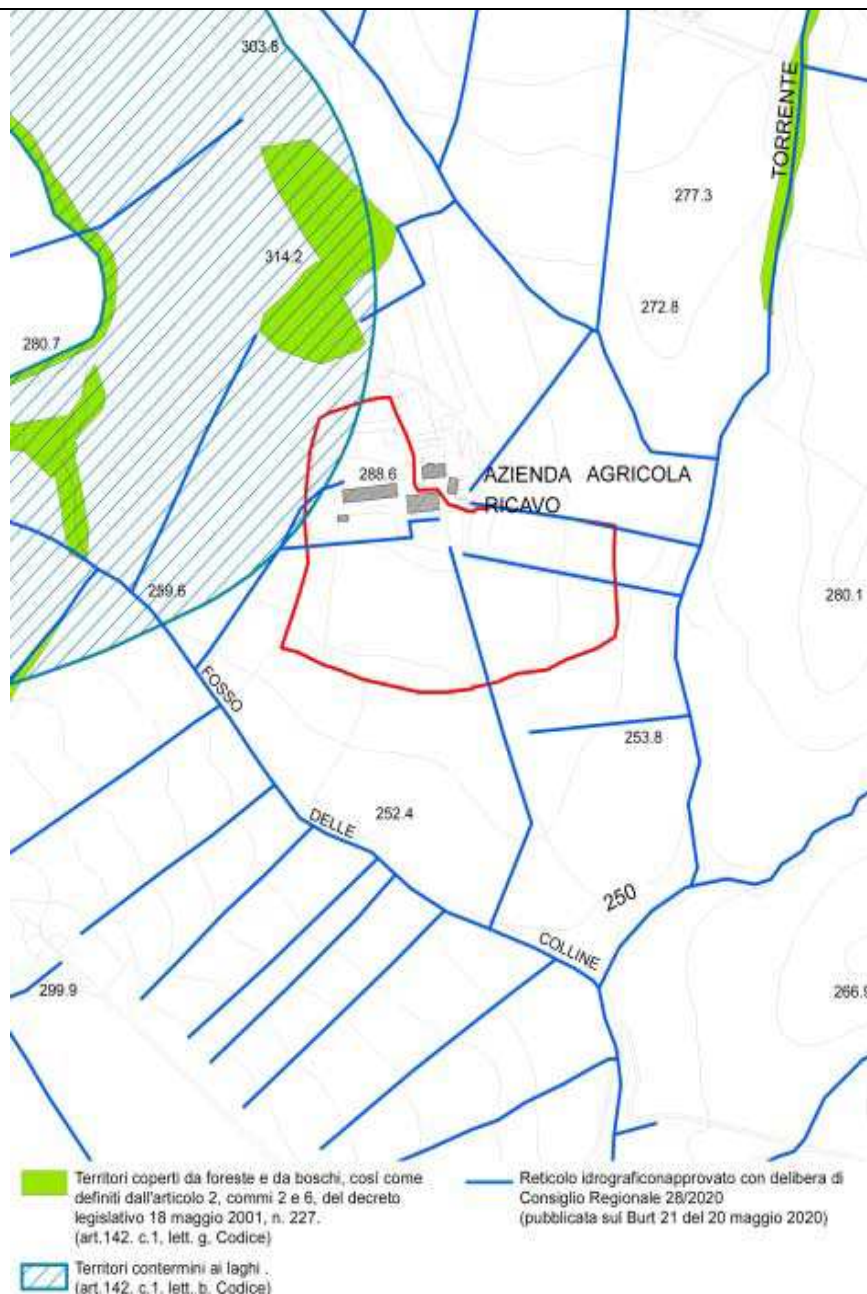 303.8
TORRENTE
277.3
314.2
272.8
280.7
288.6
AZIENDA AGRICOLA
RICAVO
259.6
280.1
FOSSO
253.8
252.4
DELLE
250
COLLINE
299.9
266.9
Territori coperti da foreste e da boschi, così come
definiti dall'articolo 2, commi 2 e 6, del decreto
legislativo 18 maggio 2001, n. 227.
(art.142. c.1, lett. g, Codice)
Reticolo idrograficonapprovato con delibera di
Consiglio Regionale 28/2020
(pubblicata sul Burt 21 del 20 maggio 2020)
Territori contermini ai laghi .
(art.142. c.1. lett. b. Codice)